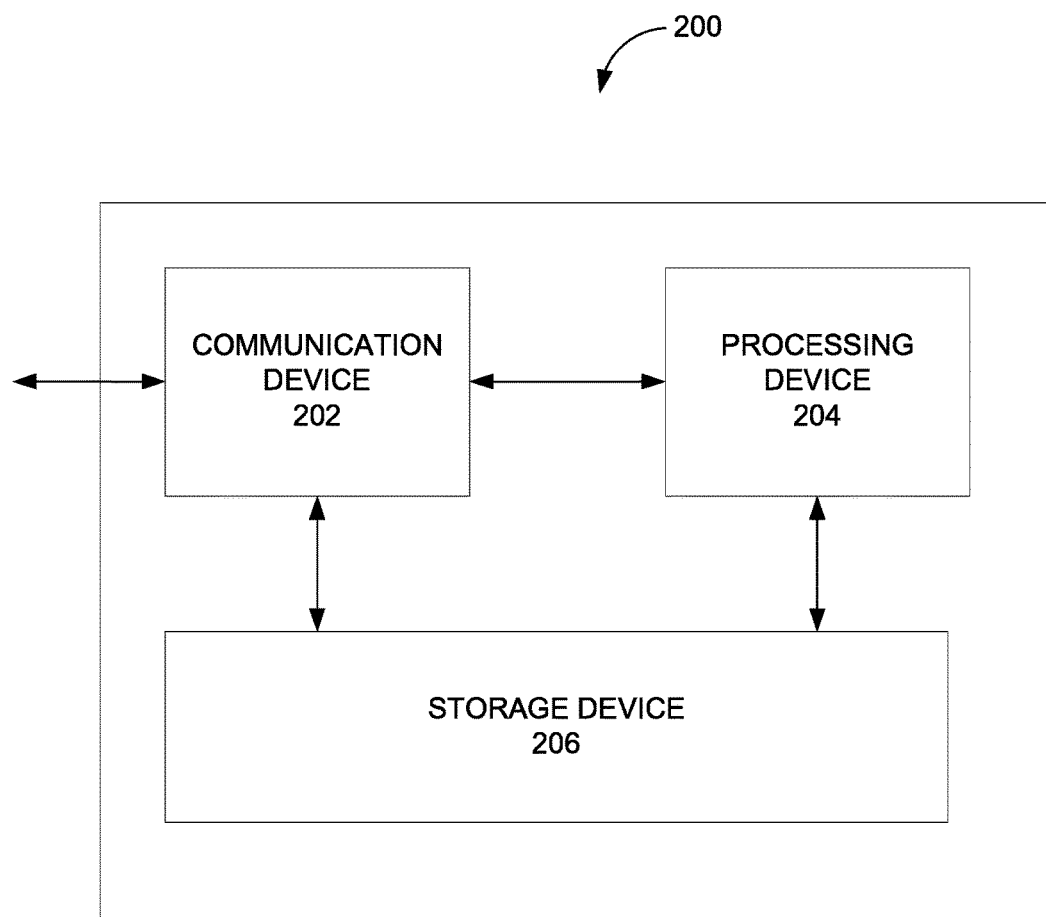 200
COMMUNICATION
DEVICE
202
PROCESSING
DEVICE
204
STORAGE DEVICE
206